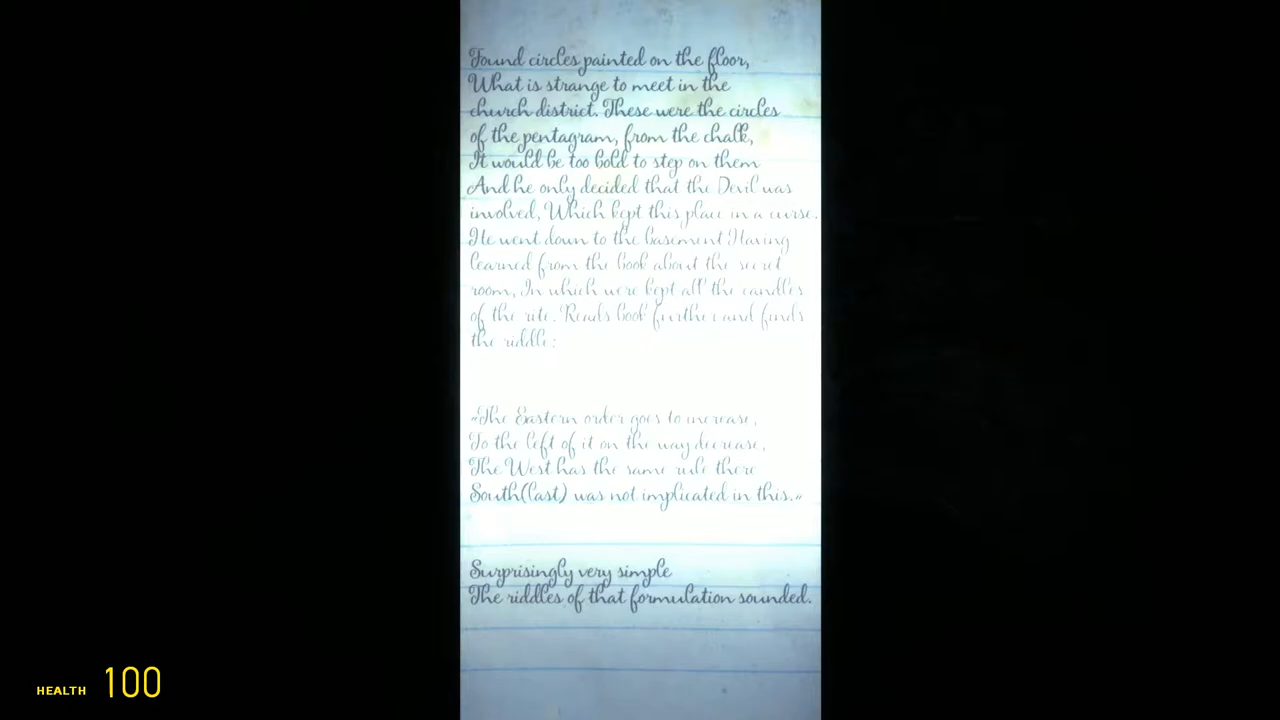 Found circles painted on the floor,
What is strange to meet in the
church district. These were the circles
of the pentagram, from the chalk,
It would be too bold to step on them
And he only decided that the Devil was
involved, Which kept this place in a curse.
He went down to the basement Having
learned from the book about the secret
room, In which were kept all the candles
of the rite. Reads book further and finds
the riddle:
«The Eastern order goes to increase,
To the left of it on the way decrease,
The West has the same rule there
South(last) was not implicated in this.»
Surprisingly very simple
The riddles of that formulation sounded.
HEALTH 100